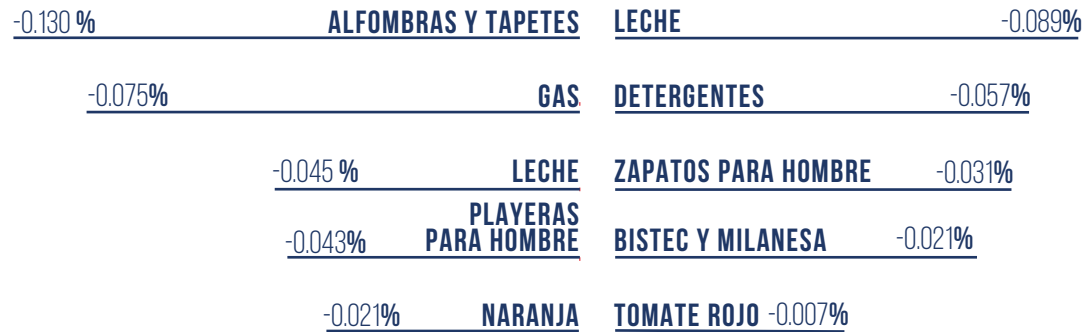 -0.130 % ALFOMBRAS Y TAPETES
-0.075% GAS
-0.045 % LECHE
PLAYERAS
-0.043% PARA HOMBRE
-0.021% NARANJA
LECHE -0.089%
DETERGENTES -0.057%
ZAPATOS PARA HOMBRE -0.031%
BISTEC Y MILANESA -0.021%
TOMATE ROJO -0.007%